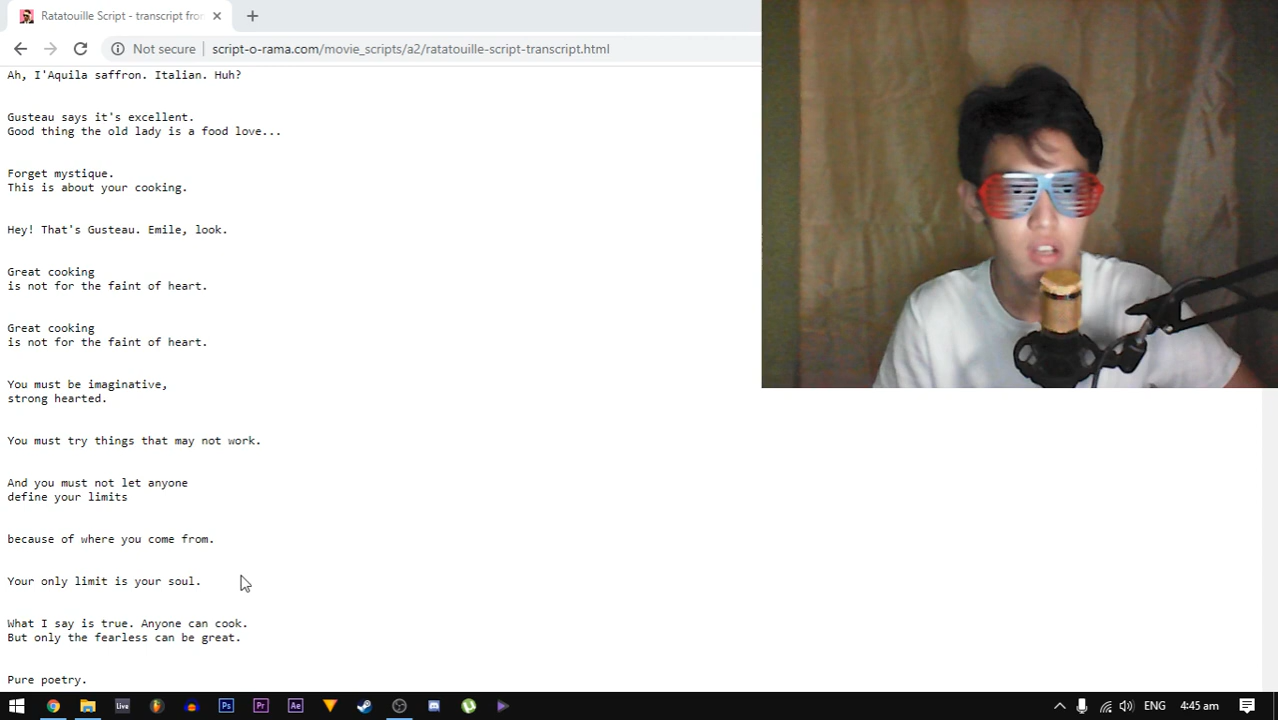 Ratatouille Script - transcript from
Not secure
script-o-rama.com/movie_scripts/a2/ratatouille-script-transcript.html
Ah, I'Aquila saffron. Italian. Huh?
Gusteau says it's excellent.
Good thing the old lady is a food love...
Forget mystique.
This is about your cooking.
Hey! That's Gusteau. Emile, look.
Great cooking
is not for the faint of heart.
Great cooking
is not for the faint of heart.
You must be imaginative,
strong hearted.
You must try things that may not work.
And you must not let anyone
define your limits
because of where you come from.
Your only limit is your soul.
What I say is true. Anyone can cook.
But only the fearless can be great.
Pure poetry.
Live
Ps
Pr
Ae
ENG
4:45 am